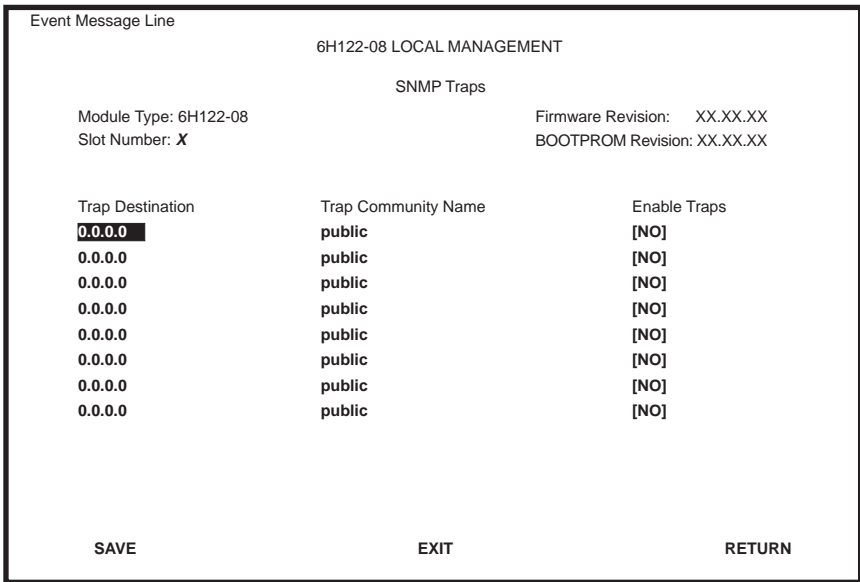 Event Message Line
6H122-08 LOCAL MANAGEMENT
SNMP Traps
Module Type: 6H122-08 Firmware Revision: XX.XX.XX
Slot Number: X BOOTPROM Revision: XX.XX.XX
Trap Destination Trap Community Name Enable Traps
0.0.0.0 public [NO]
0.0.0.0 public [NO]
0.0.0.0 public [NO]
0.0.0.0 public [NO]
0.0.0.0 public [NO]
0.0.0.0 public [NO]
0.0.0.0 public [NO]
0.0.0.0 public [NO]
SAVE EXIT RETURN